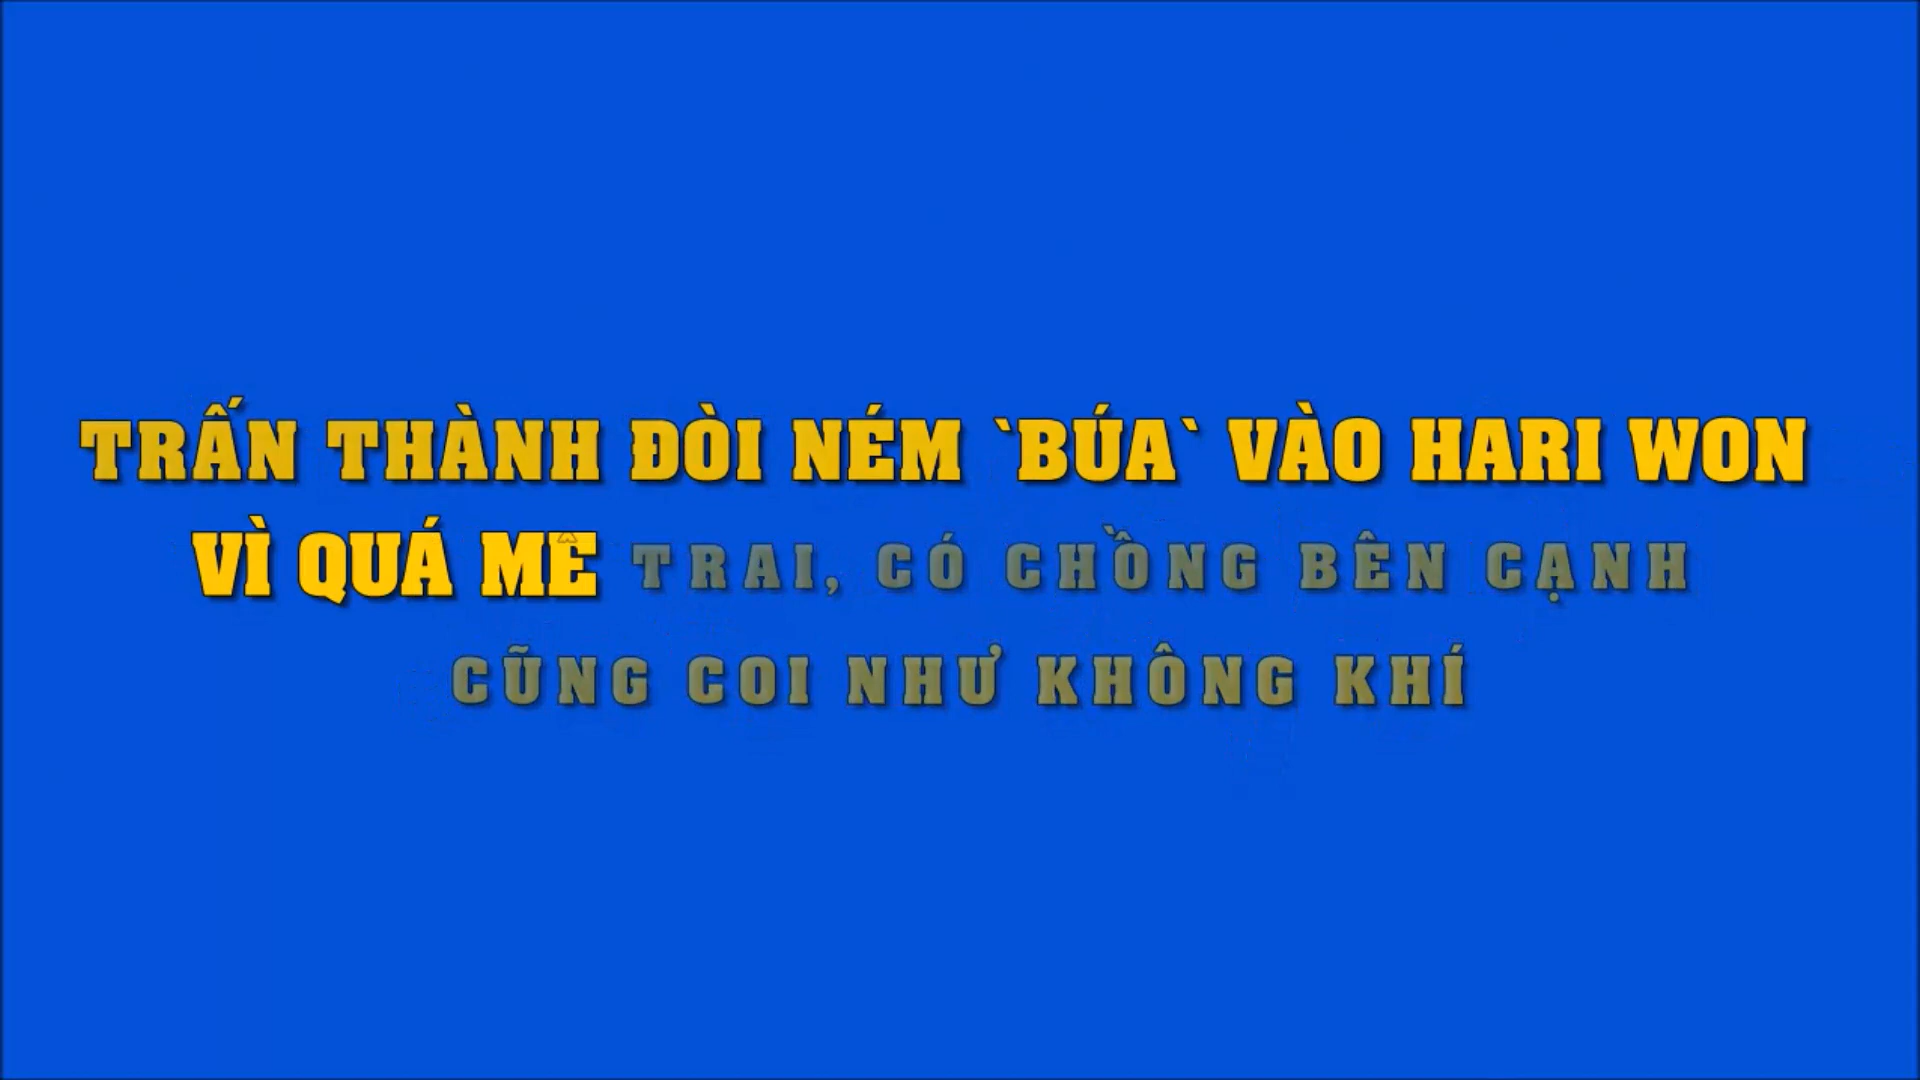 TRẤN THÀNH ĐÒI NÉM `BÚA` VÀO HARI WON
VÌ QUÁ MÊ TRAI, CÓ CHỒNG BÊN CẠNH
CŨNG COI NHƯ KHÔNG KHÍ